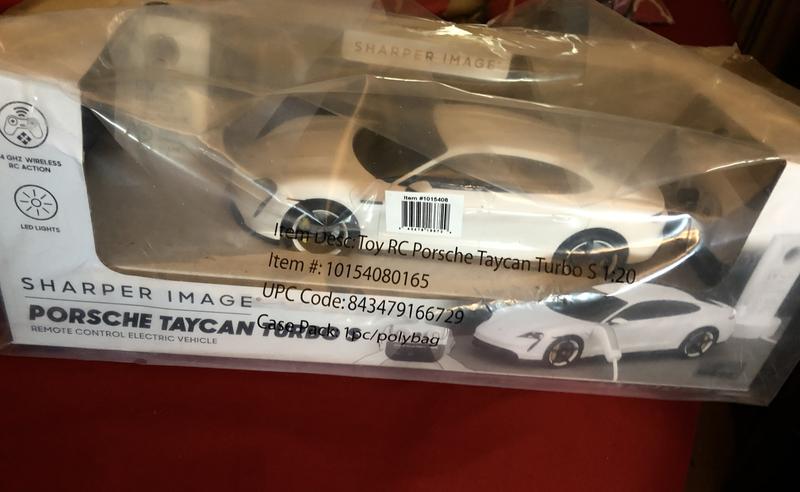 SHARPER IMAGE
4 GHZ WIRELESS
RC ACTION
LED LIGHTS
Item #1015408
Item Desc: Toy RC Porsche Taycan Turbo S 1:20
Item #: 10154080165
UPC Code: 843479166729
Case Pack: 1pc/polybag
SHARPER IMAGE
PORSCHE TAYCAN TURBO S
REMOTE CONTROL ELECTRIC VEHICLE